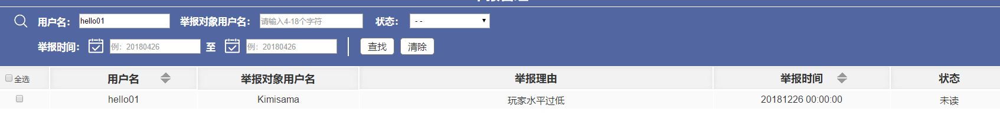 用户名： hello01 举报对象用户名： 请输入4-18个字符 状态： - -
举报时间： 例：20180426 至 例：20180426 查找 清除
全选 用户名 举报对象用户名 举报理由 举报时间 状态
hello01 Kimisama 玩家水平过低 20181226 00:00:00 未读